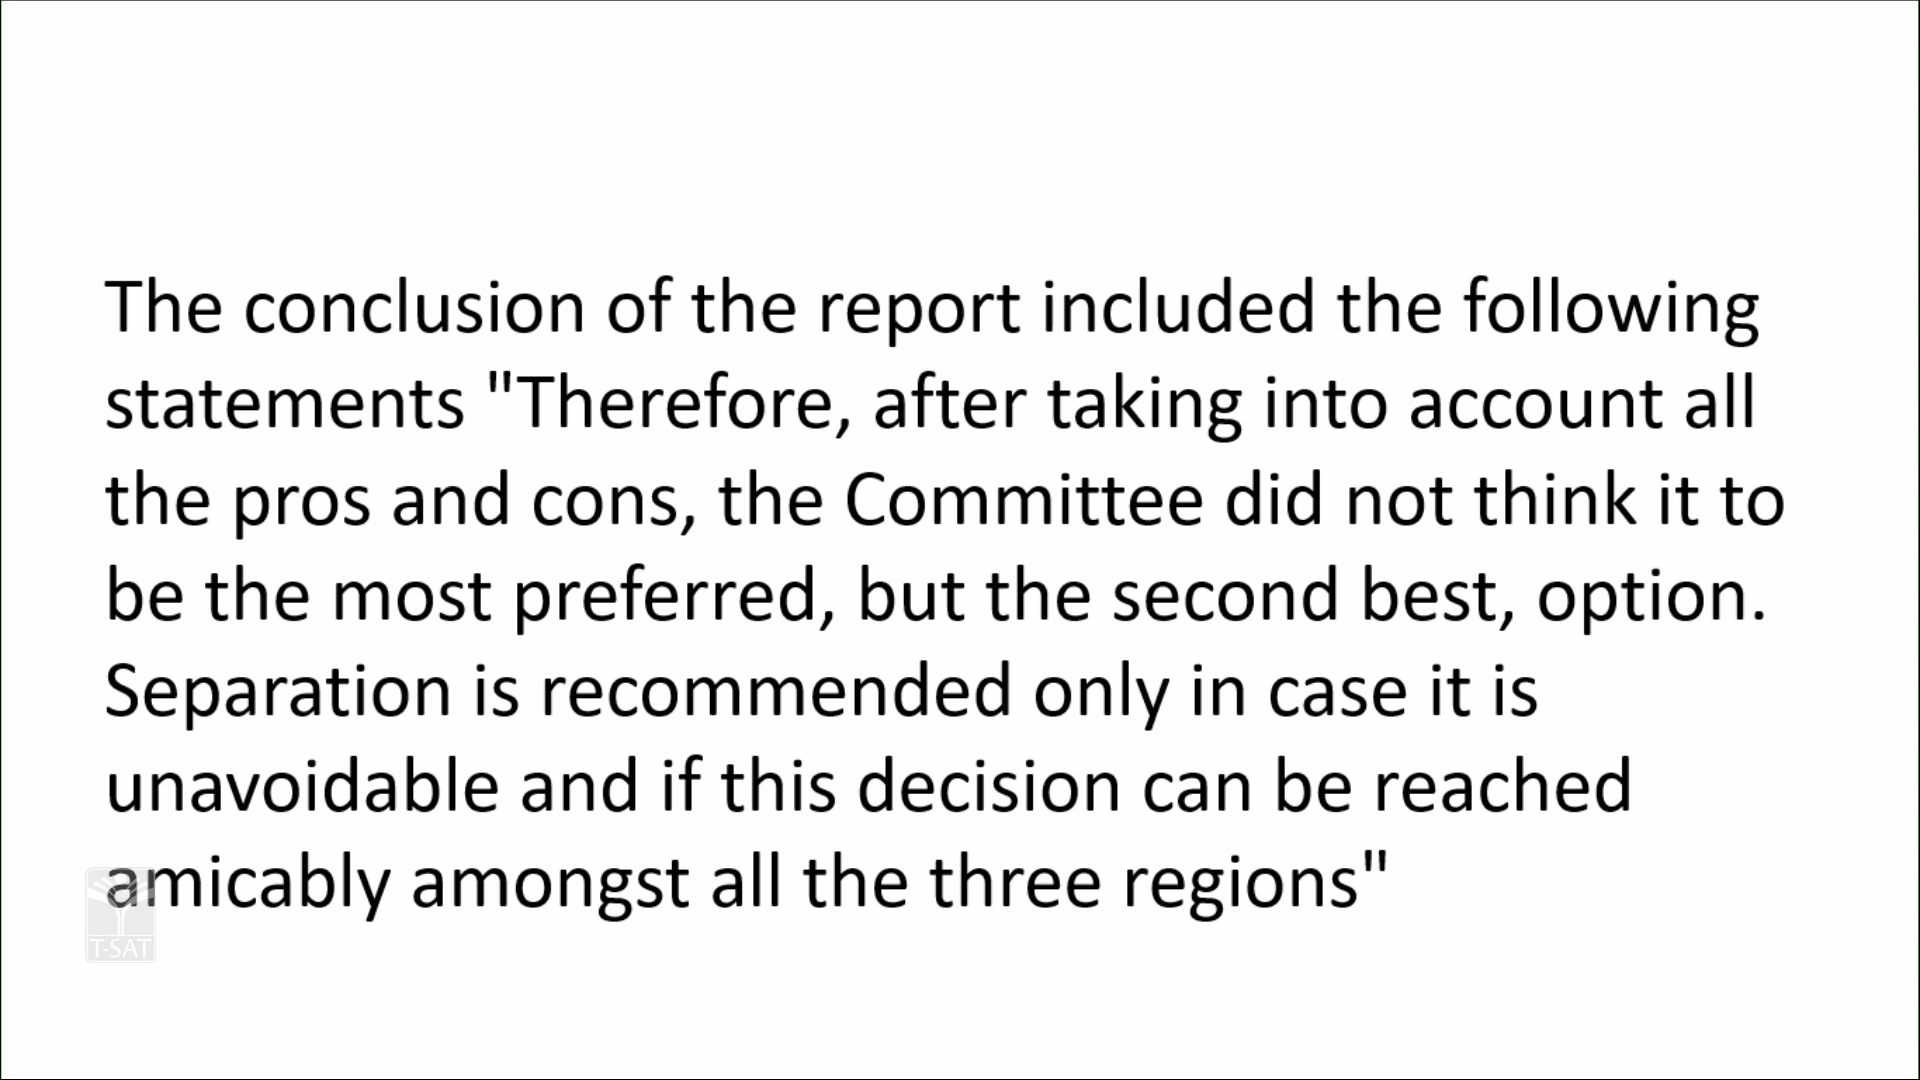 The conclusion of the report included the following
statements "Therefore, after taking into account all
the pros and cons, the Committee did not think it to
be the most preferred, but the second best, option.
Separation is recommended only in case it is
unavoidable and if this decision can be reached
amicably amongst all the three regions"
T-SAT